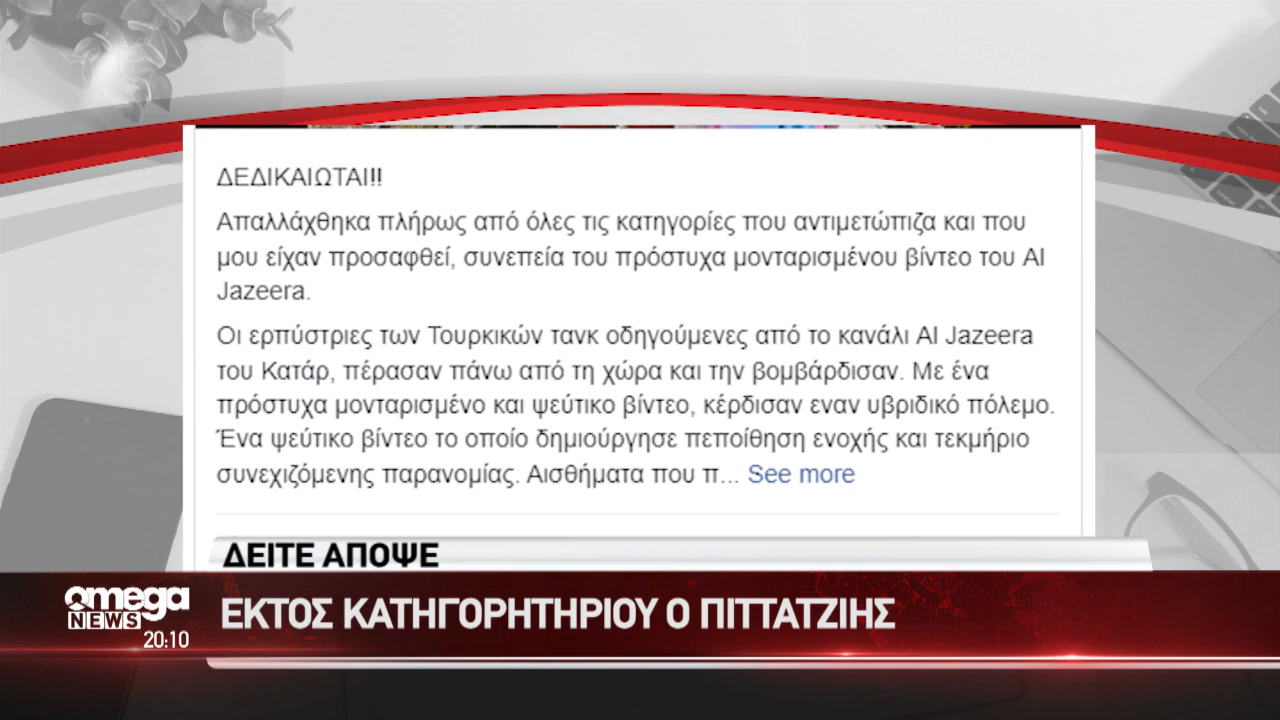 ΔΕΔΙΚΑΙΩΤΑΙ!!
Απαλλάχθηκα πλήρως από όλες τις κατηγορίες που αντιμετώπιζα και που
μου είχαν προσαφθεί, συνεπεία του πρόστυχα μονταρισμένου βίντεο του Al
Jazeera.
Οι ερπύστριες των Τουρκικών τανκ οδηγούμενες από το κανάλι Al Jazeera
του Κατάρ, πέρασαν πάνω από τη χώρα και την βομβάρδισαν. Με ένα
πρόστυχα μονταρισμένο και ψεύτικο βίντεο, κέρδισαν εναν υβριδικό πόλεμο.
Ένα ψεύτικο βίντεο το οποίο δημιούργησε πεποίθηση ενοχής και τεκμήριο
συνεχιζόμενης παρανομίας. Αισθήματα που π... See more
ΔΕΙΤΕ ΑΠΟΨΕ
omega
NEWS
20:10
ΕΚΤΟΣ ΚΑΤΗΓΟΡΗΤΗΡΙΟΥ Ο ΠΙΤΤΑΤΖΙΗΣ